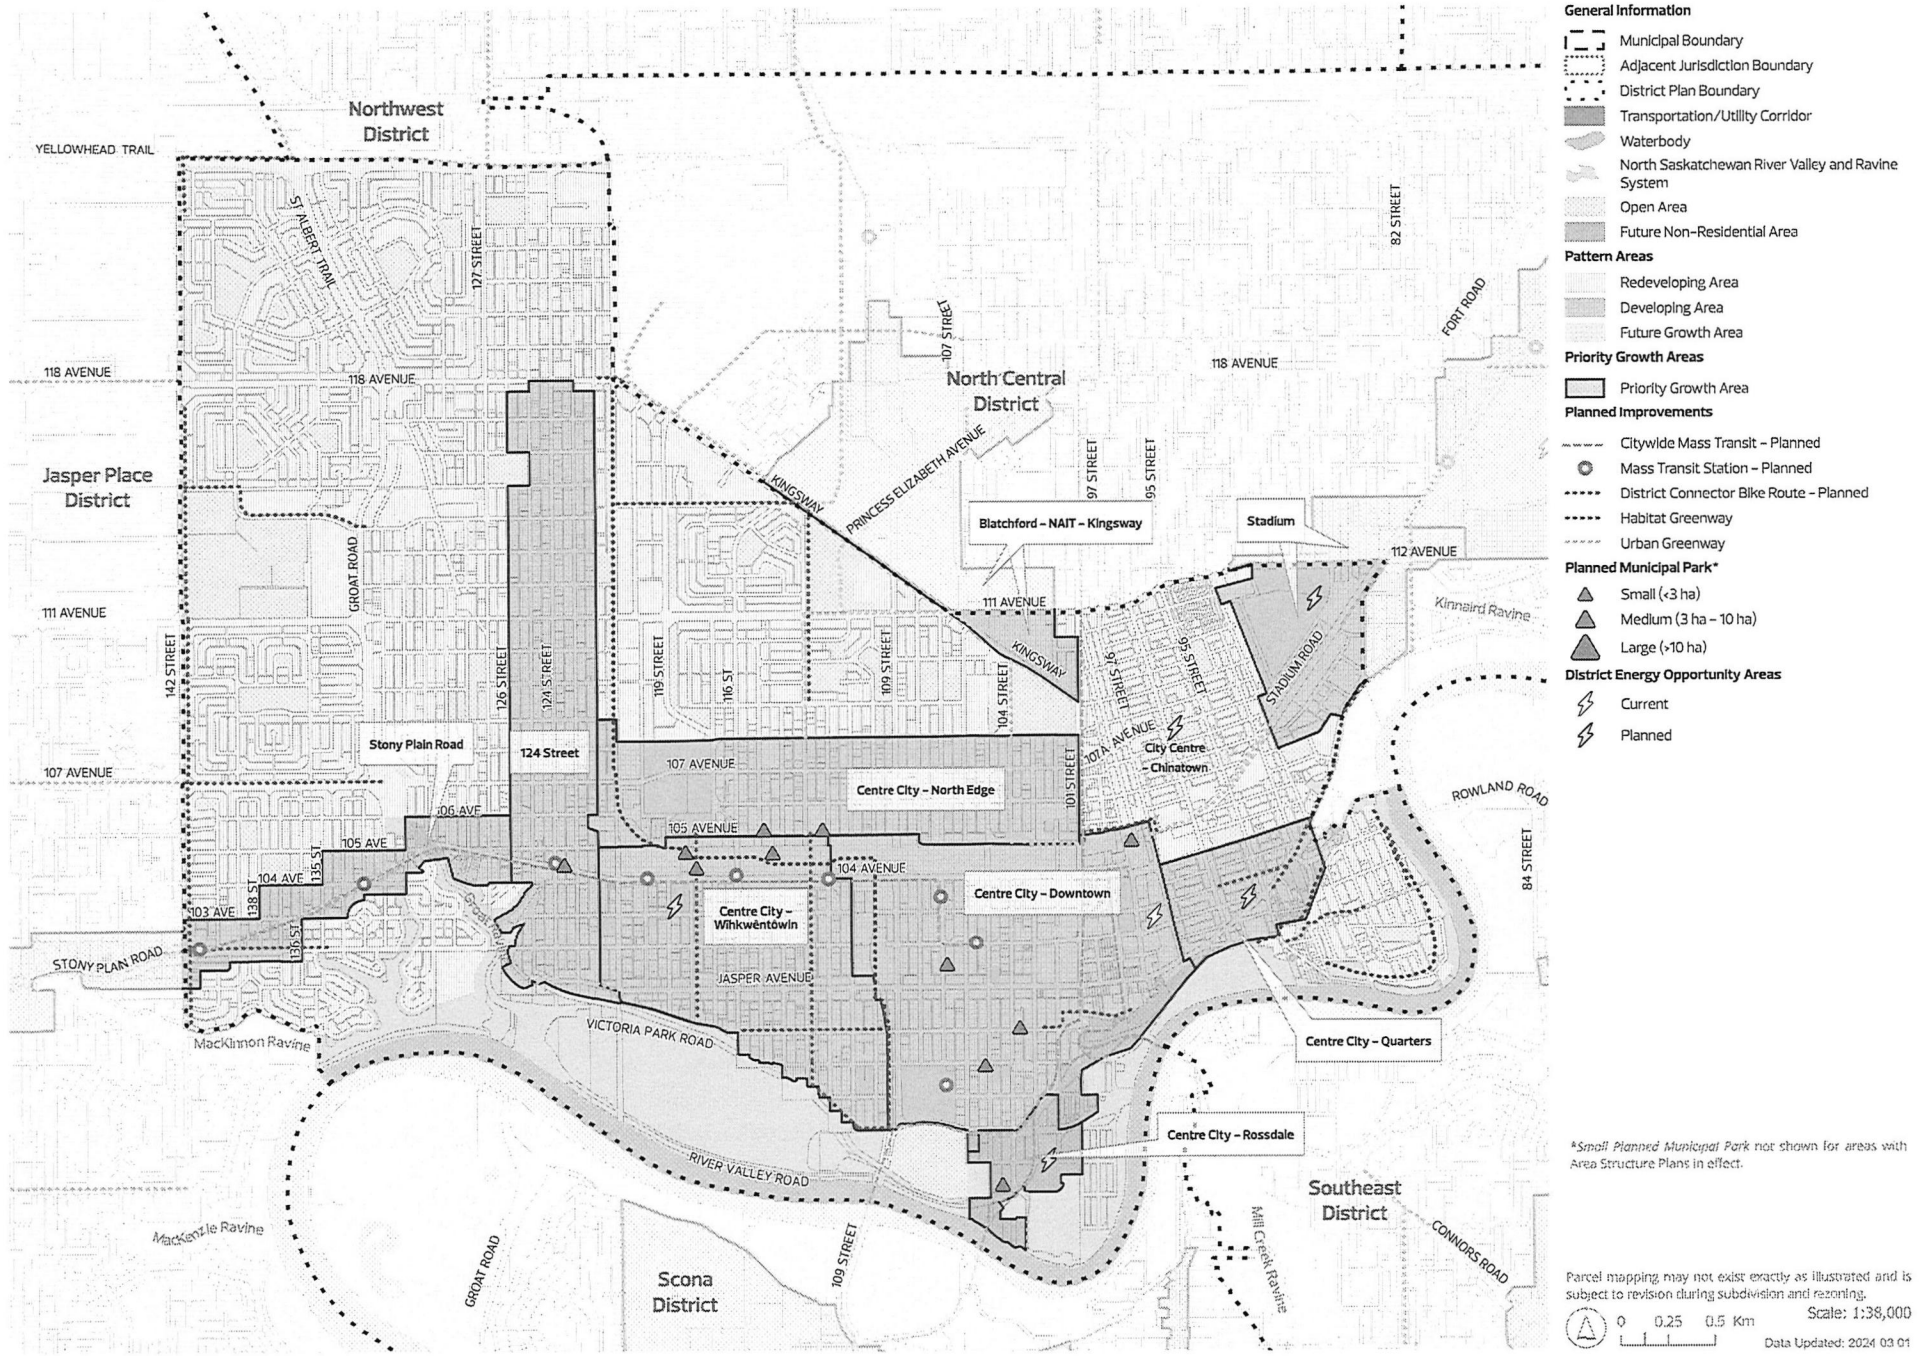 Northwest
District
YELLOWHEAD TRAIL
ST ALBERT TRAIL
127 STREET
82 STREET
FORT ROAD
107 STREET
118 AVENUE
118 AVENUE
118 AVENUE
North Central
District
Jasper Place
District
KINGSWAY
PRINCESS ELIZABETH AVENUE
97 STREET
95 STREET
Blatchford – NAIT – Kingsway
Stadium
112 AVENUE
GROAT ROAD
111 AVENUE
111 AVENUE
Kinnaird Ravine
142 STREET
126 STREET
124 STREET
119 STREET
116 ST
109 STREET
104 STREET
KINGSWAY
97 STREET
95 STREET
STADIUM ROAD
Stony Plain Road
124 Street
107 AVENUE
107 AVENUE
107A AVENUE
City Centre
– Chinatown
101 STREET
Centre City – North Edge
ROWLAND ROAD
84 STREET
106 AVE
105 AVENUE
105 AVE
135 ST
104 AVE
138 ST
103 AVE
136 ST
104 AVENUE
Centre City – Downtown
Centre City –
Wîhkwêntôwin
STONY PLAIN ROAD
JASPER AVENUE
VICTORIA PARK ROAD
MacKinnon Ravine
Centre City – Quarters
Centre City – Rossdale
RIVER VALLEY ROAD
MacKenzie Ravine
GROAT ROAD
109 STREET
Scona
District
Mill Creek Ravine
Southeast
District
CONNORS ROAD
General Information
Municipal Boundary
Adjacent Jurisdiction Boundary
District Plan Boundary
Transportation/Utility Corridor
Waterbody
North Saskatchewan River Valley and Ravine
System
Open Area
Future Non-Residential Area
Pattern Areas
Redeveloping Area
Developing Area
Future Growth Area
Priority Growth Areas
Priority Growth Area
Planned Improvements
Citywide Mass Transit – Planned
Mass Transit Station – Planned
District Connector Bike Route – Planned
Habitat Greenway
Urban Greenway
Planned Municipal Park*
Small (<3 ha)
Medium (3 ha – 10 ha)
Large (>10 ha)
District Energy Opportunity Areas
Current
Planned
*Small Planned Municipal Park not shown for areas with
Area Structure Plans in effect.
Parcel mapping may not exist exactly as illustrated and is
subject to revision during subdivision and rezoning.
0 0.25 0.5 Km
Scale: 1:38,000
Data Updated: 2024 03 01